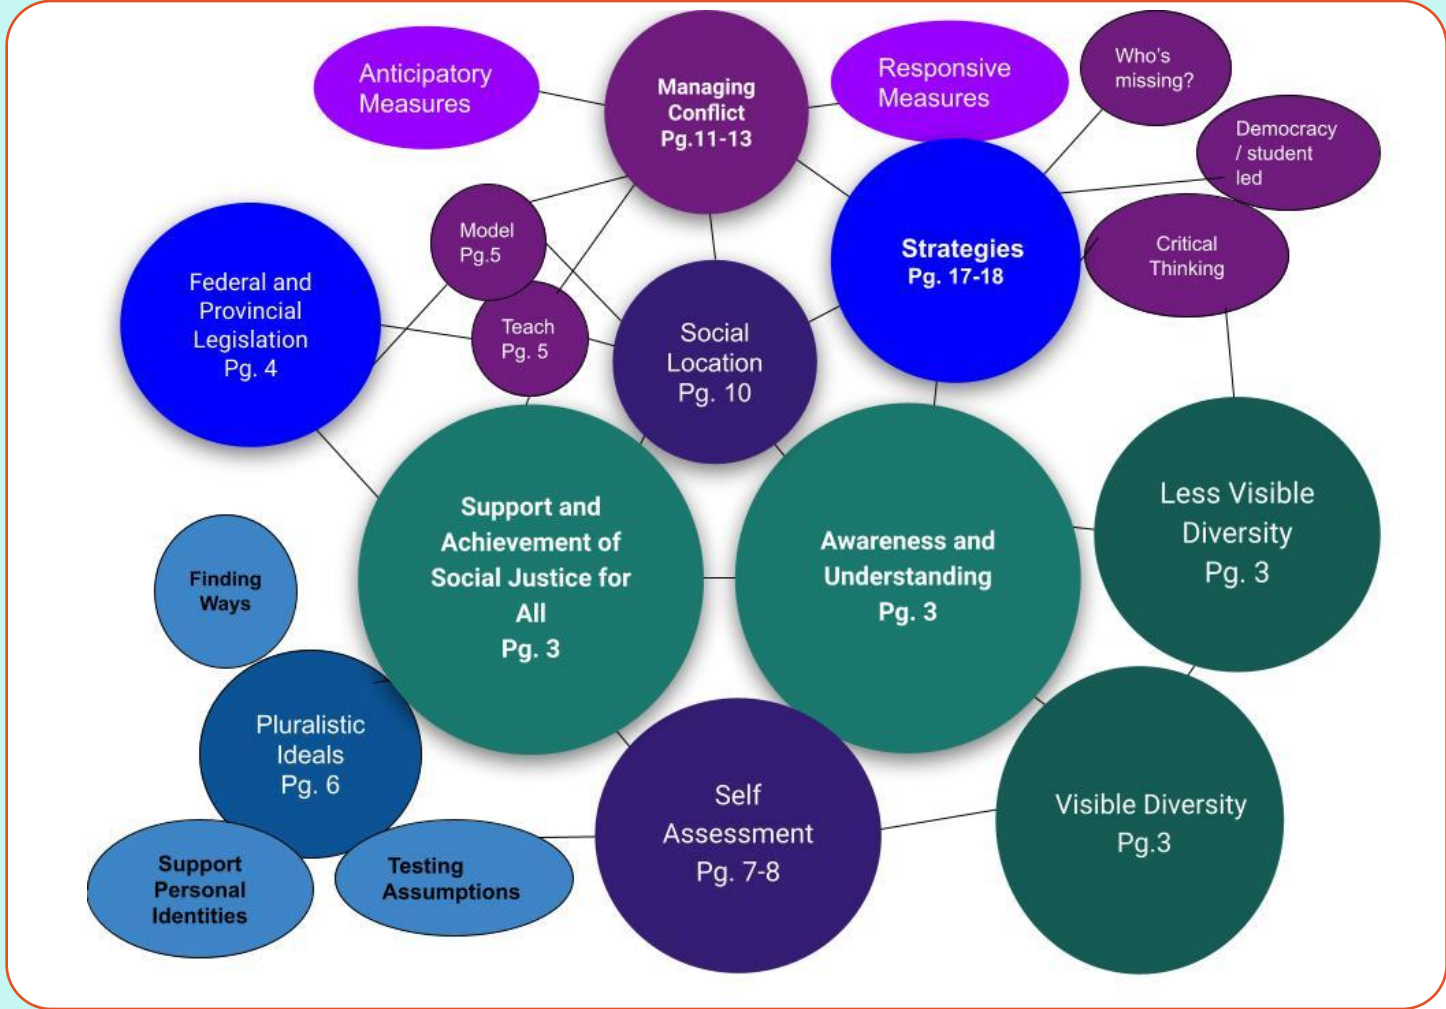 Anticipatory
Measures
Managing
Conflict
Pg.11-13
Responsive
Measures
Who's
missing?
Democracy
/ student
led
Model
Pg.5
Strategies
Pg. 17-18
Critical
Thinking
Federal and
Provincial
Legislation
Pg. 4
Teach
Pg. 5
Social
Location
Pg. 10
Support and
Achievement of
Social Justice for
All
Pg. 3
Awareness and
Understanding
Pg. 3
Less Visible
Diversity
Pg. 3
Finding
Ways
Pluralistic
Ideals
Pg. 6
Self
Assessment
Pg. 7-8
Visible Diversity
Pg.3
Support
Personal
Identities
Testing
Assumptions